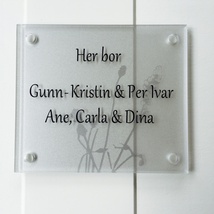 Her bor
Gunn-Kristin & Per Ivar
Ane, Carla & Dina